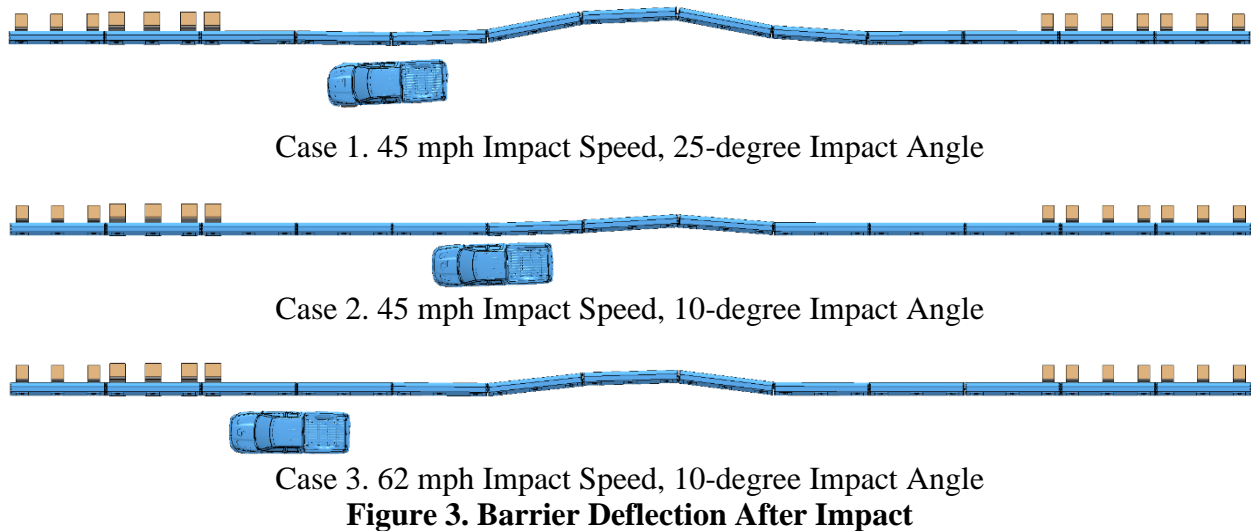 Case 1. 45 mph Impact Speed, 25-degree Impact Angle
Case 2. 45 mph Impact Speed, 10-degree Impact Angle
Case 3. 62 mph Impact Speed, 10-degree Impact Angle
Figure 3. Barrier Deflection After Impact